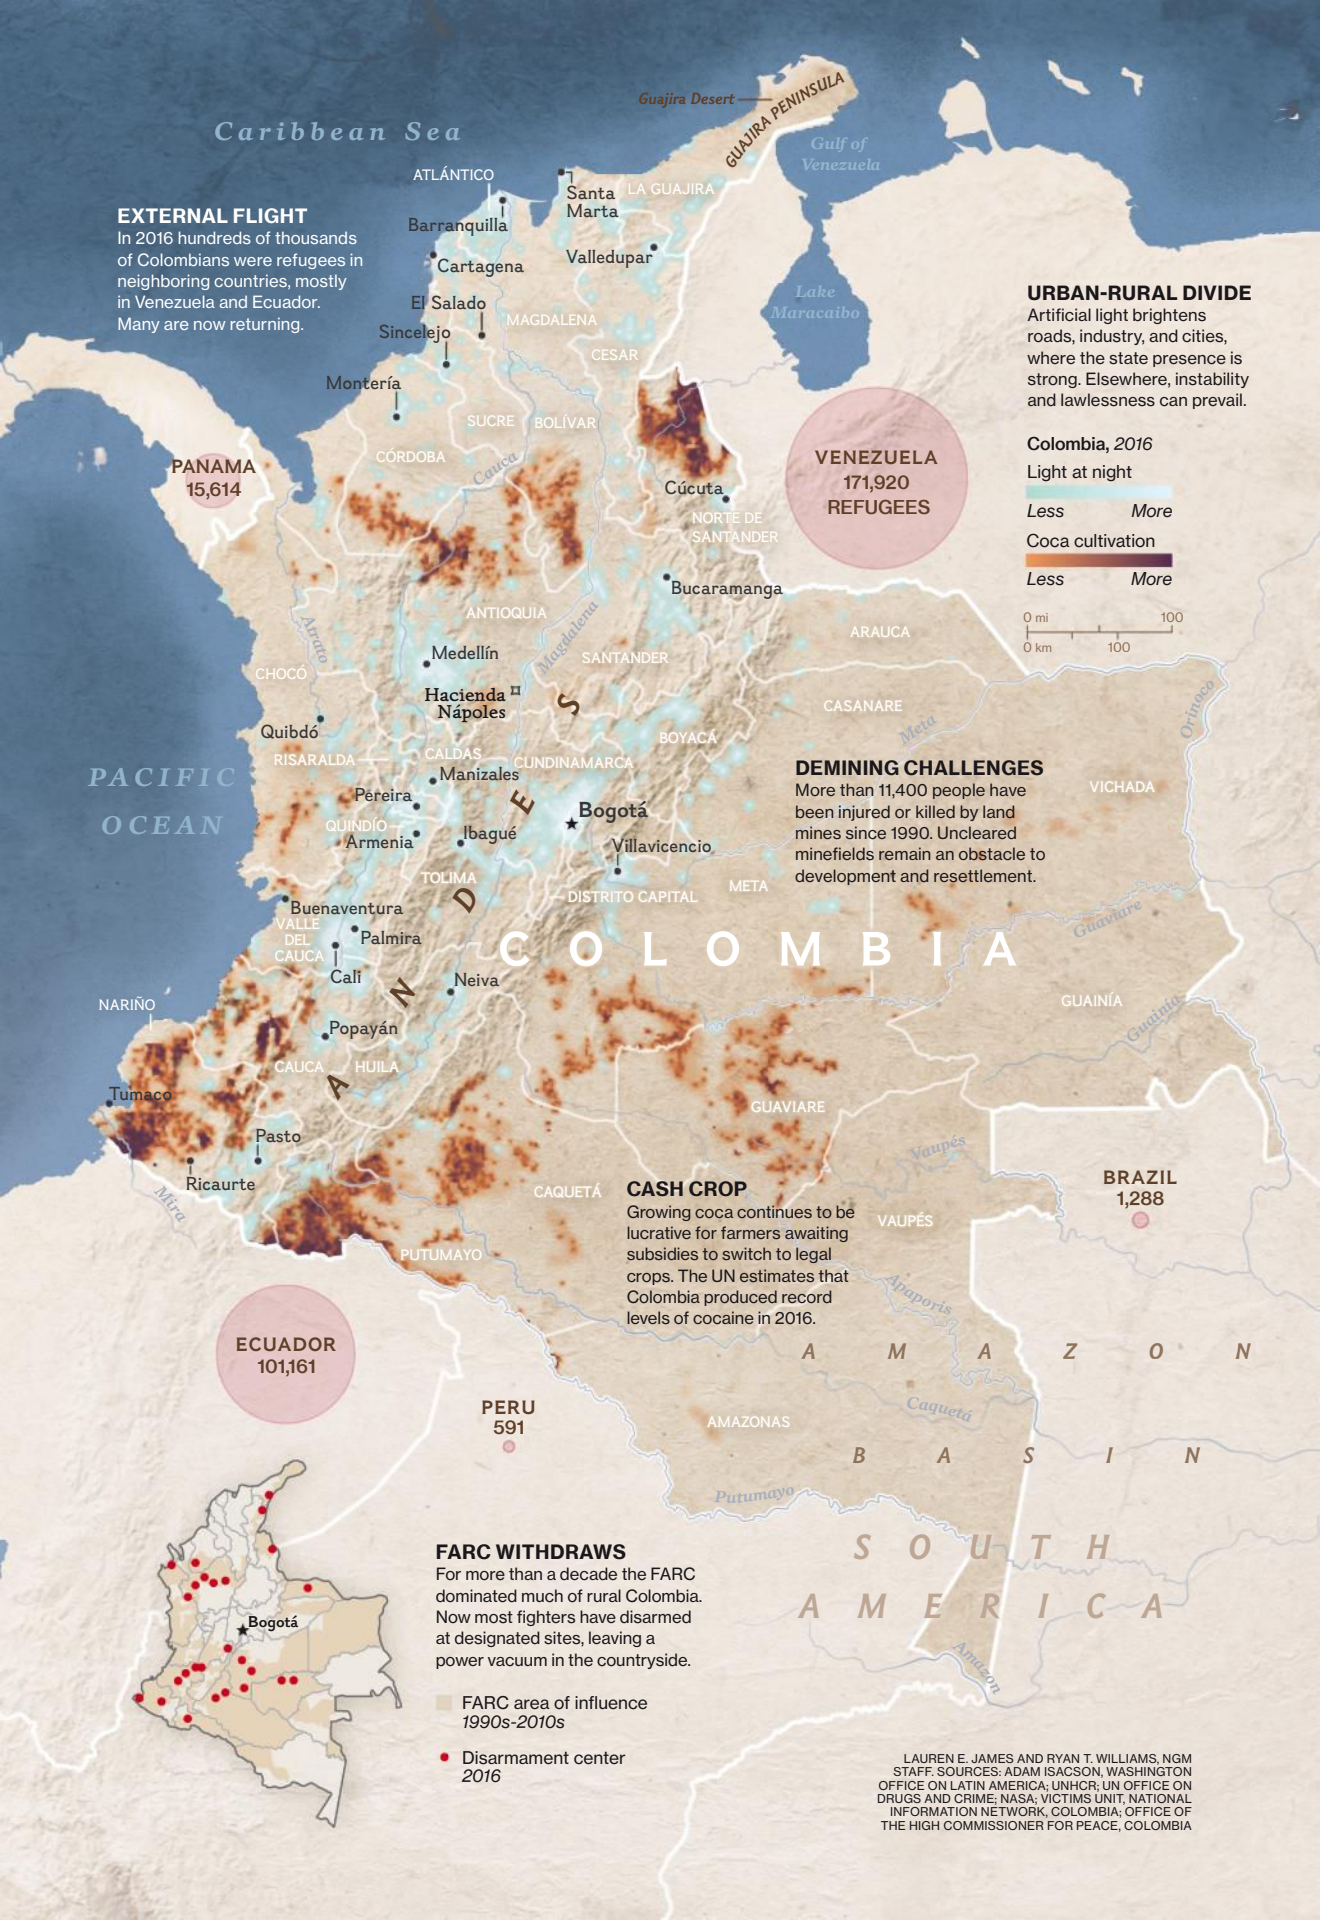 Guajira Desert
GUAJIRA PENINSULA
Caribbean Sea
Gulf of
Venezuela
ATLÁNTICO
Santa
Marta
LA GUAJIRA
EXTERNAL FLIGHT
In 2016 hundreds of thousands
of Colombians were refugees in
neighboring countries, mostly
in Venezuela and Ecuador.
Many are now returning.
Barranquilla
Valledupar
Cartagena
Lake
Maracaibo
URBAN-RURAL DIVIDE
Artificial light brightens
roads, industry, and cities,
where the state presence is
strong. Elsewhere, instability
and lawlessness can prevail.
El Salado
MAGDALENA
Sincelejo
CESAR
Montería
SUCRE
BOLÍVAR
CÓRDOBA
Cauca
PANAMA
15,614
VENEZUELA
171,920
REFUGEES
Colombia, 2016
Light at night
Less More
Coca cultivation
Less More
0 mi 100
0 km 100
Cúcuta
NORTE DE
SANTANDER
Bucaramanga
ANTIOQUIA
Atrato
Magdalena
ARAUCA
Medellín
SANTANDER
CHOCÓ
Hacienda
Nápoles
CASANARE
Meta
Orinoco
Quibdó
BOYACÁ
RISARALDA
CALDAS
CUNDINAMARCA
PACIFIC
OCEAN
Manizales
DEMINING CHALLENGES
More than 11,400 people have
been injured or killed by land
mines since 1990. Uncleared
minefields remain an obstacle to
development and resettlement.
VICHADA
Pereira
Bogotá
QUINDÍO
Armenia
Ibagué
Villavicencio
TOLIMA
META
DISTRITO CAPITAL
Buenaventura
VALLE
DEL
CAUCA
Palmira
Guaviare
COLOMBIA
Cali
Neiva
ANDES
NARIÑO
GUAINÍA
Guainía
Popayán
CAUCA
HUILA
Tumaco
GUAVIARE
Pasto
Vaupés
Ricaurte
Mira
CAQUETÁ
BRAZIL
1,288
CASH CROP
Growing coca continues to be
lucrative for farmers awaiting
subsidies to switch to legal
crops. The UN estimates that
Colombia produced record
levels of cocaine in 2016.
VAUPÉS
PUTUMAYO
Apaporis
ECUADOR
101,161
AMAZON
BASIN
PERU
591
AMAZONAS
Caquetá
Putumayo
SOUTH
AMERICA
Amazon
Bogotá
FARC WITHDRAWS
For more than a decade the FARC
dominated much of rural Colombia.
Now most fighters have disarmed
at designated sites, leaving a
power vacuum in the countryside.
FARC area of influence
1990s-2010s
Disarmament center
2016
LAUREN E. JAMES AND RYAN T. WILLIAMS, NGM
STAFF. SOURCES: ADAM ISACSON, WASHINGTON
OFFICE ON LATIN AMERICA; UNHCR; UN OFFICE ON
DRUGS AND CRIME; NASA; VICTIMS UNIT, NATIONAL
INFORMATION NETWORK, COLOMBIA; OFFICE OF
THE HIGH COMMISSIONER FOR PEACE, COLOMBIA